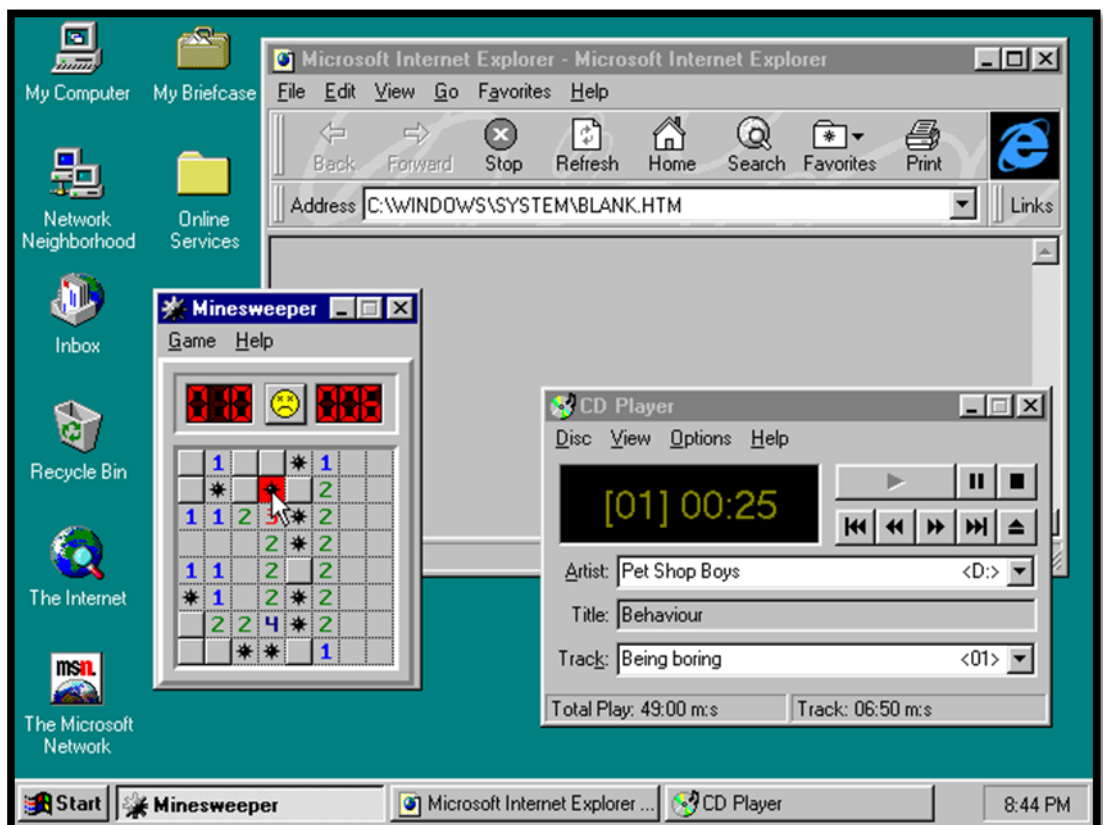 My Computer
My Briefcase
Network
Neighborhood
Online
Services
Inbox
Recycle Bin
The Internet
msn.
The Microsoft
Network
Microsoft Internet Explorer - Microsoft Internet Explorer
File Edit View Go Favorites Help
Back Forward Stop Refresh Home Search Favorites Print
Address C:\WINDOWS\SYSTEM\BLANK.HTM Links
Minesweeper
Game Help
1 1
2
1 1 2 3 2
2 2
1 1 2 2
1 2 2
2 2 4 2
1
CD Player
Disc View Options Help
[01] 00:25
Artist: Pet Shop Boys <D:>
Title: Behaviour
Track: Being boring <01>
Total Play: 49:00 m:s Track: 06:50 m:s
Start Minesweeper Microsoft Internet Explorer ... CD Player 8:44 PM